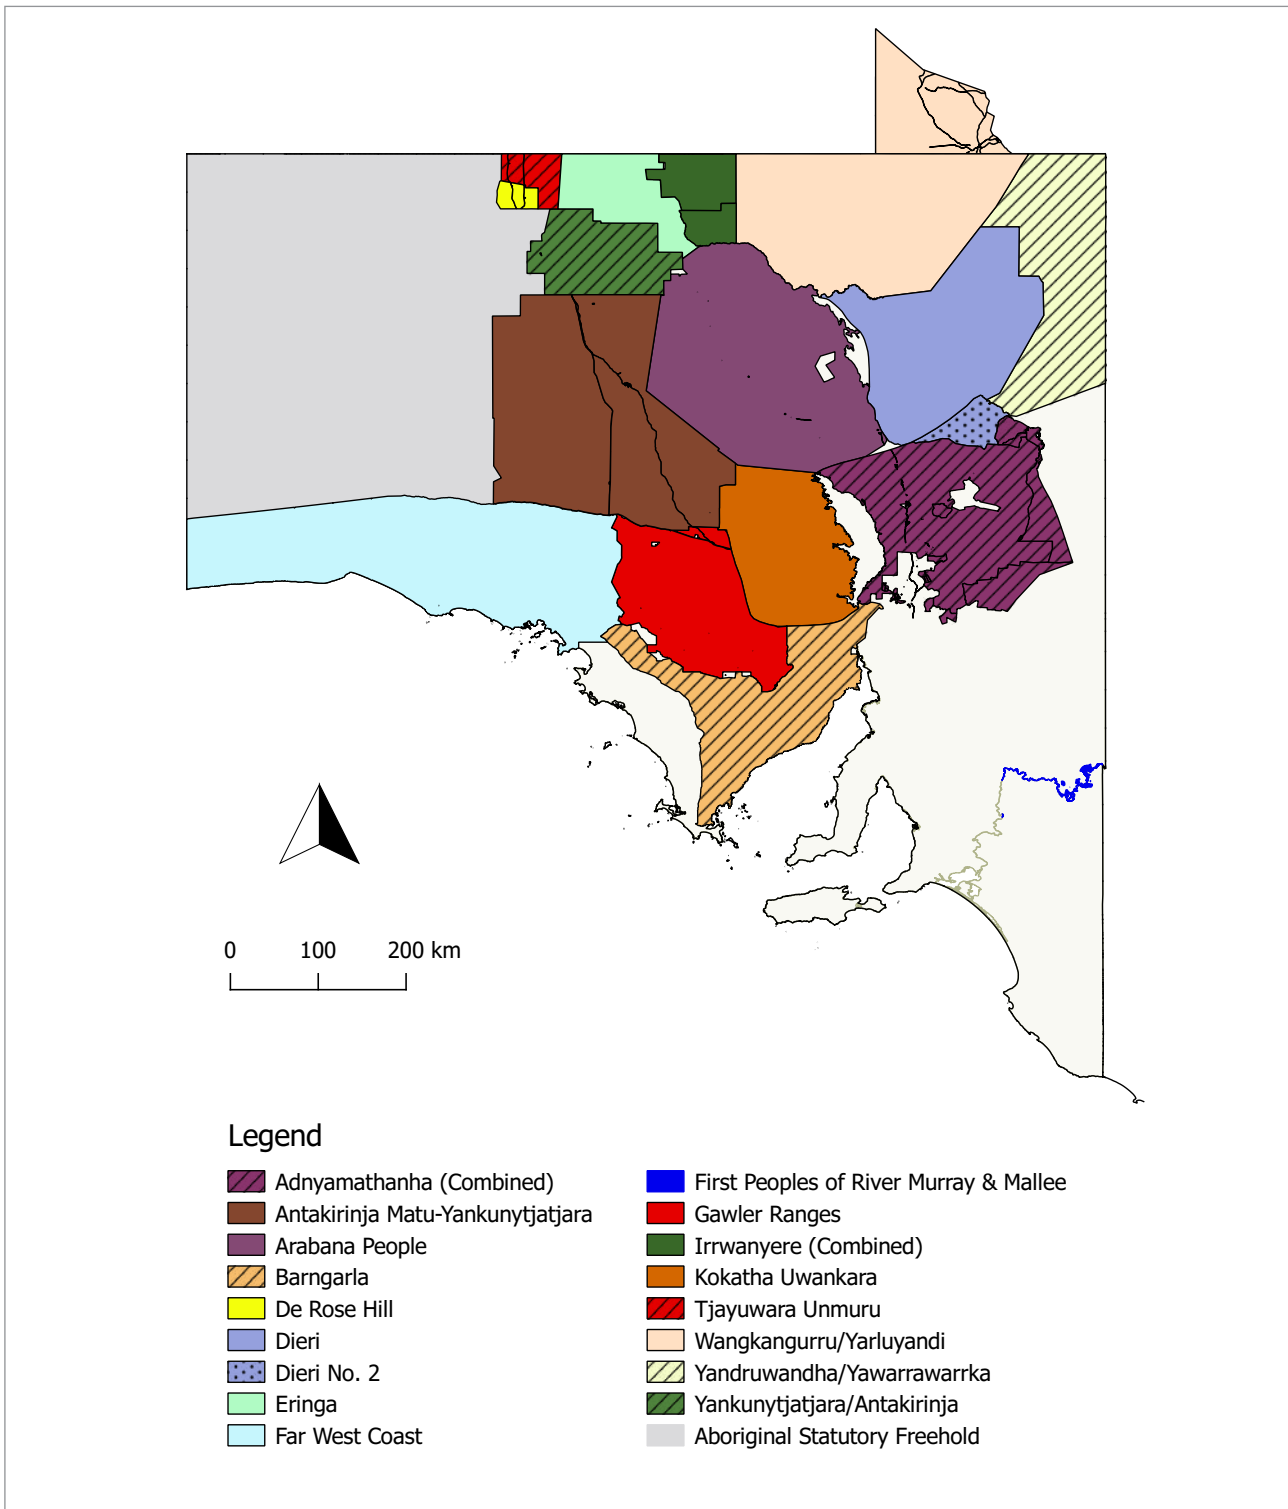 0 100 200 km
Legend
Adnyamathanha (Combined)
Antakirinja Matu-Yankunytjatjara
Arabana People
Barngarla
De Rose Hill
Dieri
Dieri No. 2
Eringa
Far West Coast
First Peoples of River Murray & Mallee
Gawler Ranges
Irrwanyere (Combined)
Kokatha Uwankara
Tjayuwara Unmuru
Wangkangurru/Yarluyandi
Yandruwandha/Yawarrawarrka
Yankunytjatjara/Antakirinja
Aboriginal Statutory Freehold